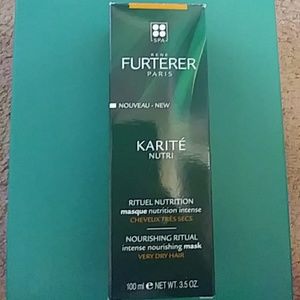 SPA
RENE
FURTERER
PARIS
NOUVEAU - NEW
KARITÉ
NUTRI
RITUEL NUTRITION
masque nutrition intense
CHEVEUX TRÈS SECS
NOURISHING RITUAL
intense nourishing mask
VERY DRY HAIR
100 ml e NET WT. 3.5 OZ.